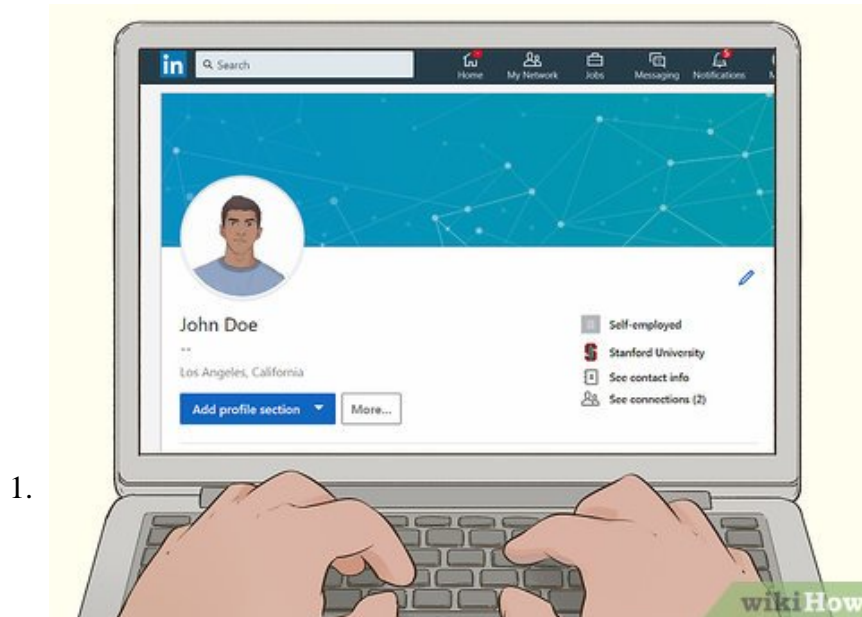 in Search
Home My Network Jobs Messaging Notifications M
John Doe
--
Los Angeles, California
Add profile section More...
Self-employed
Stanford University
See contact info
See connections (2)
1.
wikiHow